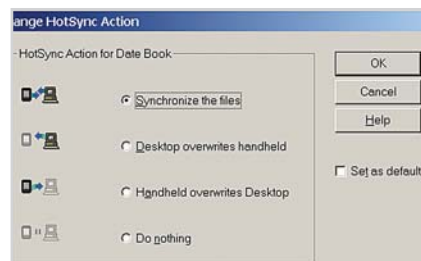 ange HotSync Action
HotSync Action for Date Book
Synchronize the files
Desktop overwrites handheld
Handheld overwrites Desktop
Do nothing
OK
Cancel
Help
Set as default